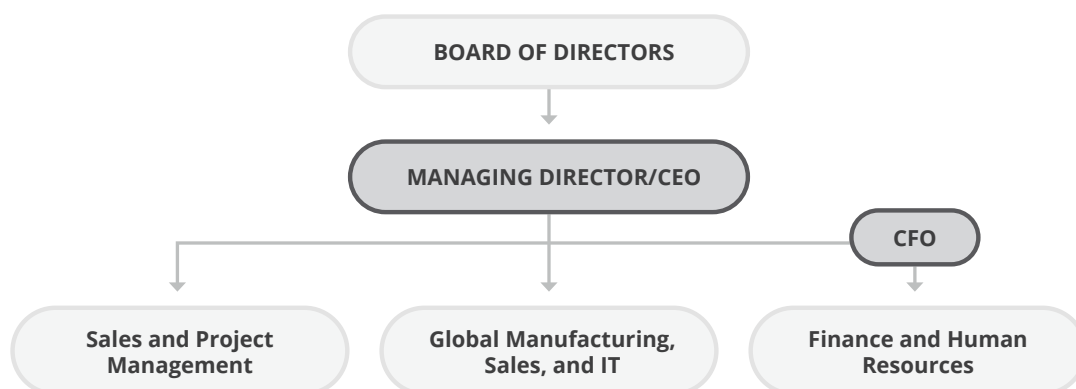 BOARD OF DIRECTORS
MANAGING DIRECTOR/CEO
CFO
Sales and Project
Management
Global Manufacturing,
Sales, and IT
Finance and Human
Resources